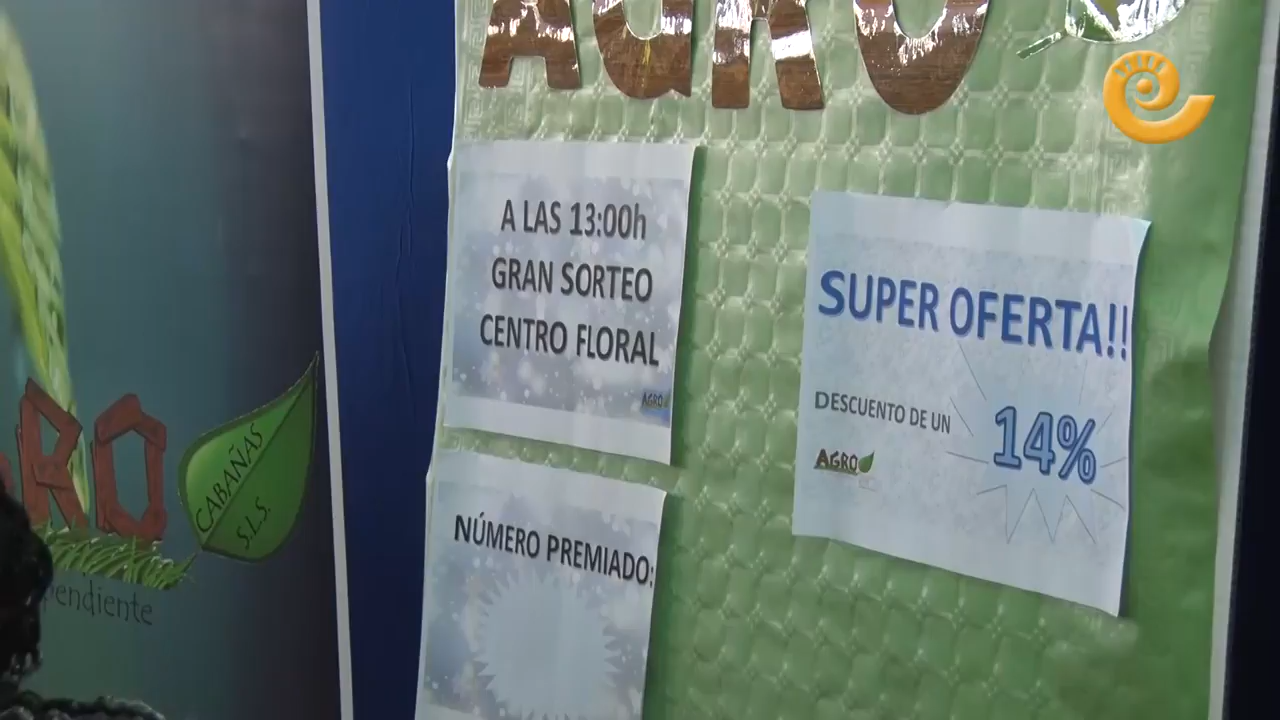 AGRO
A LAS 13:00h
GRAN SORTEO
CENTRO FLORAL
AGRO
NÚMERO PREMIADO:
SUPER OFERTA!!
DESCUENTO DE UN
14%
AGRO
RO
CABAÑAS
S.L.S.
pendiente